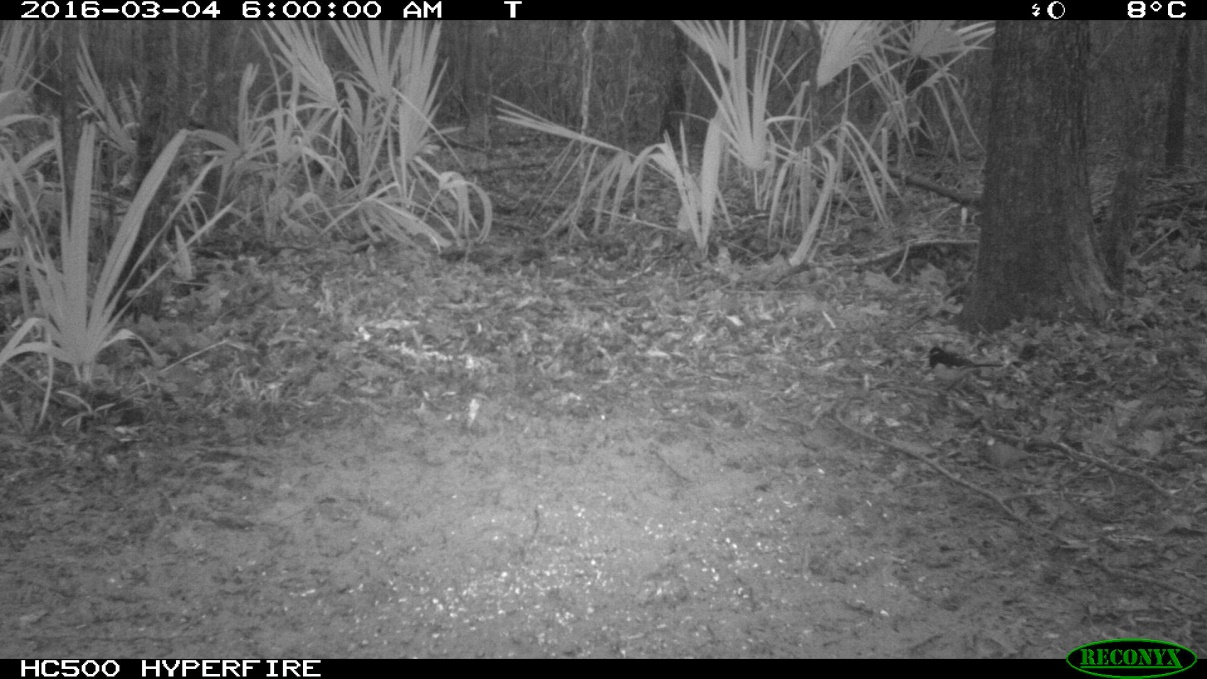 2016-03-04 6:00:00 AM T 8°C
HC500 HYPERFIRE
RECONYX